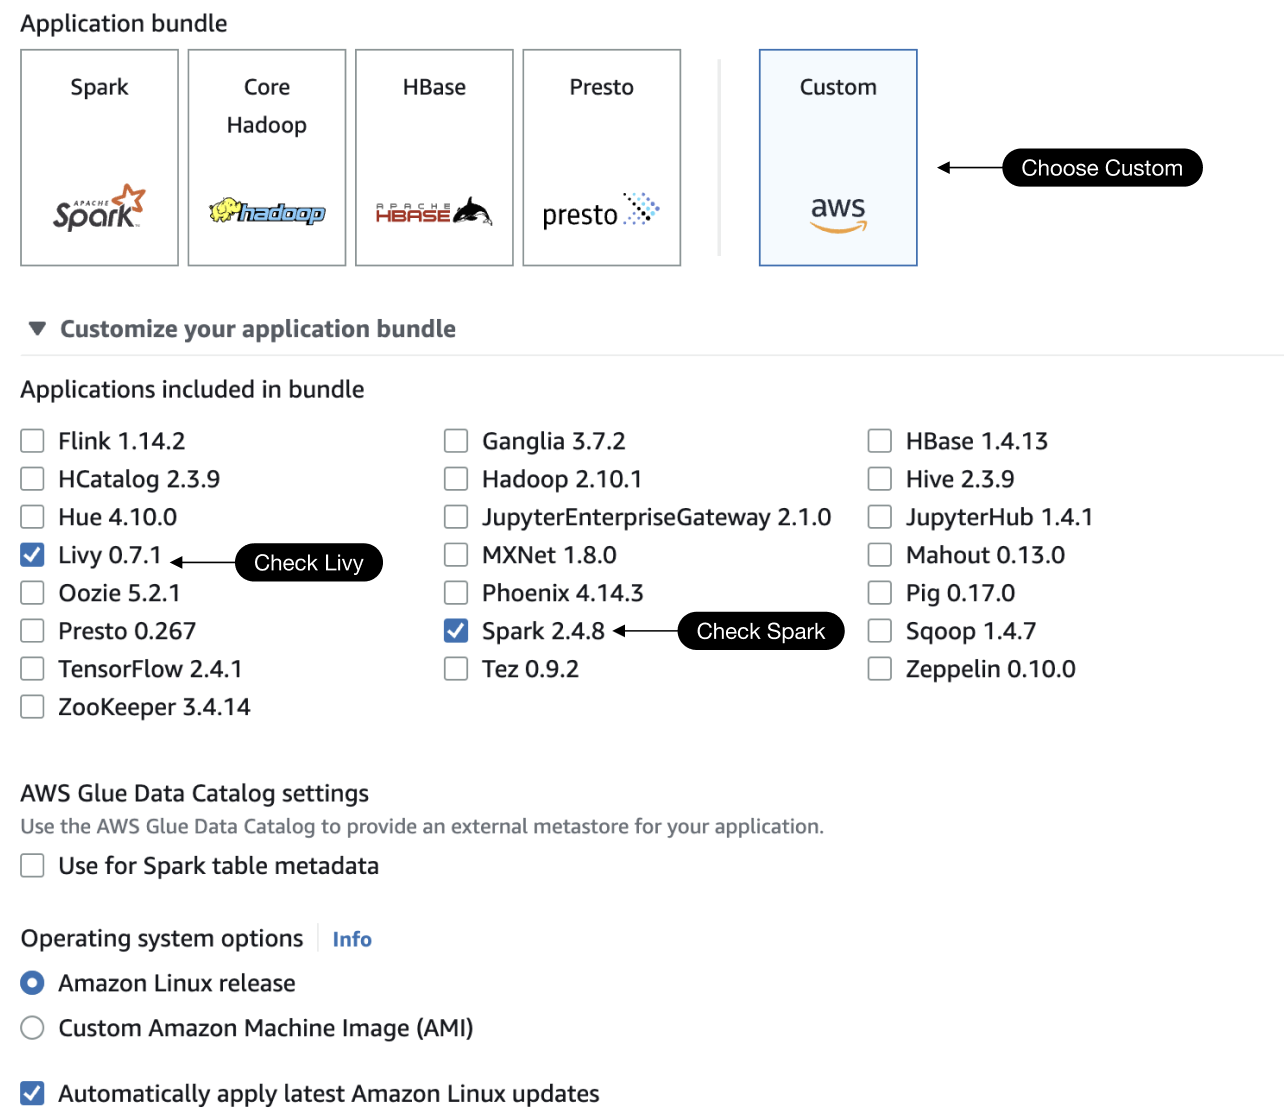 Application bundle
Spark
Core
Hadoop
HBase
Presto
Custom
APACHE
Spark™
hadoop
APACHE
HBASE
presto
aws
Choose Custom
Customize your application bundle
Applications included in bundle
Flink 1.14.2
Ganglia 3.7.2
HBase 1.4.13
HCatalog 2.3.9
Hadoop 2.10.1
Hive 2.3.9
Hue 4.10.0
JupyterEnterpriseGateway 2.1.0
JupyterHub 1.4.1
Livy 0.7.1
Check Livy
MXNet 1.8.0
Mahout 0.13.0
Oozie 5.2.1
Phoenix 4.14.3
Pig 0.17.0
Presto 0.267
Spark 2.4.8
Check Spark
Sqoop 1.4.7
TensorFlow 2.4.1
Tez 0.9.2
Zeppelin 0.10.0
ZooKeeper 3.4.14
AWS Glue Data Catalog settings
Use the AWS Glue Data Catalog to provide an external metastore for your application.
Use for Spark table metadata
Operating system options
Info
Amazon Linux release
Custom Amazon Machine Image (AMI)
Automatically apply latest Amazon Linux updates